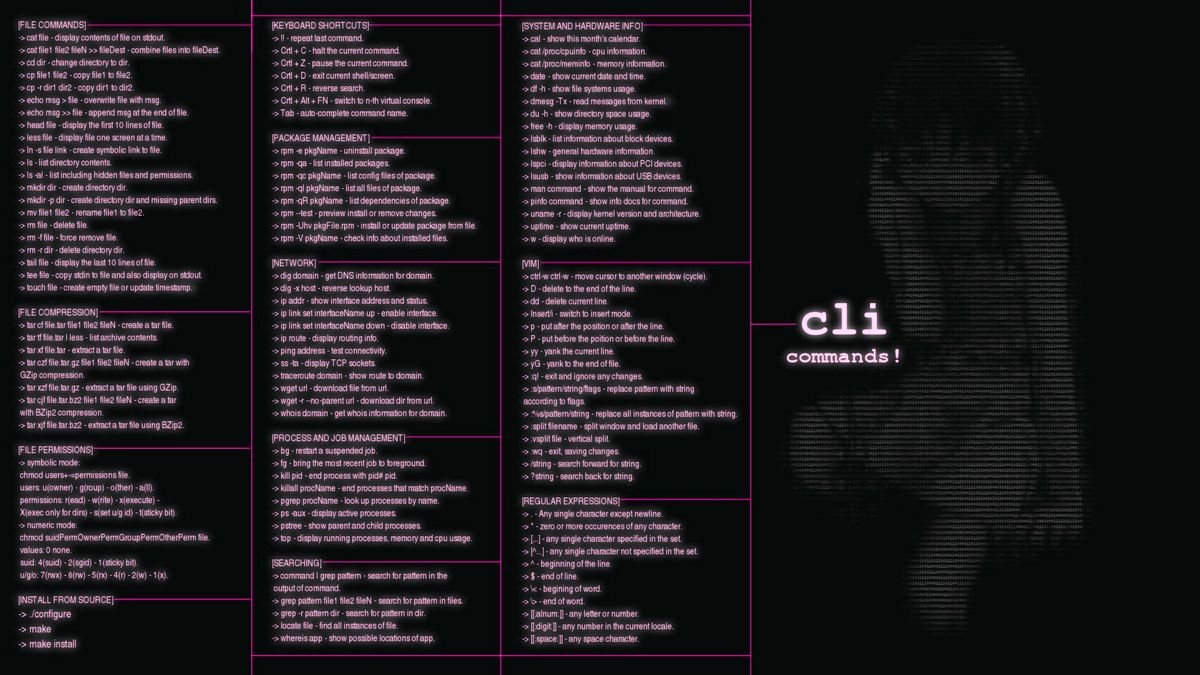 [FILE COMMANDS]
-> cat file - display contents of file on stdout.
-> cat file1 file2 fileN >> fileDest - combine files into fileDest.
-> cd dir - change directory to dir.
-> cp file1 file2 - copy file1 to file2.
-> cp -r dir1 dir2 - copy dir1 to dir2.
-> echo msg > file - overwrite file with msg.
-> echo msg >> file - append msg at the end of file.
-> head file - display the first 10 lines of file.
-> less file - display file one screen at a time.
-> ln -s file link - create symbolic link to file.
-> ls - list directory contents.
-> ls -al - list including hidden files and permissions.
-> mkdir dir - create directory dir.
-> mkdir -p dir - create directory dir and missing parent dirs.
-> mv file1 file2 - rename file1 to file2.
-> rm file - delete file.
-> rm -f file - force remove file.
-> rm -r dir - delete directory dir.
-> tail file - display the last 10 lines of file.
-> tee file - copy stdin to file and also display on stdout.
-> touch file - create empty file or update timestamp.
[FILE COMPRESSION]
-> tar cf file.tar file1 file2 fileN - create a tar file.
-> tar tf file.tar | less - list archive contents.
-> tar xf file.tar - extract a tar file.
-> tar czf file.tar.gz file1 file2 fileN - create a tar with
GZip compression.
-> tar xzf file.tar.gz - extract a tar file using GZip.
-> tar cjf file.tar.bz2 file1 file2 fileN - create a tar
with BZip2 compression.
-> tar xjf file.tar.bz2 - extract a tar file using BZip2.
[FILE PERMISSIONS]
-> symbolic mode:
chmod users+-=permissions file.
users: u(owner) - g(roup) - o(ther) - a(ll).
permissions: r(ead) - w(rite) - x(execute) -
X(exec only for dirs) - s(set u/g id) - t(sticky bit).
-> numeric mode:
chmod suidPermOwnerPermGroupPermOtherPerm file.
values: 0 none.
suid: 4(suid) - 2(sgid) - 1(sticky bit).
u/g/o: 7(rwx) - 6(rw) - 5(rx) - 4(r) - 2(w) - 1(x).
[INSTALL FROM SOURCE]
-> ./configure
-> make
-> make install
[KEYBOARD SHORTCUTS]
-> !! - repeat last command.
-> Crtl + C - halt the current command.
-> Crtl + Z - pause the current command.
-> Crtl + D - exit current shell/screen.
-> Crtl + R - reverse search.
-> Crtl + Alt + FN - switch to n-th virtual console.
-> Tab - auto-complete command name.
[PACKAGE MANAGEMENT]
-> rpm -e pkgName - uninstall package.
-> rpm -qa - list installed packages.
-> rpm -qc pkgName - list config files of package.
-> rpm -ql pkgName - list all files of package.
-> rpm -qR pkgName - list dependencies of package.
-> rpm --test - preview install or remove changes.
-> rpm -Uhv pkgFile.rpm - install or update package from file.
-> rpm -V pkgName - check info about installed files.
[NETWORK]
-> dig domain - get DNS information for domain.
-> dig -x host - reverse lookup host.
-> ip addr - show interface address and status.
-> ip link set interfaceName up - enable interface.
-> ip link set interfaceName down - disable interface.
-> ip route - display routing info.
-> ping address - test connectivity.
-> ss -ta - display TCP sockets.
-> traceroute domain - show route to domain.
-> wget url - download file from url.
-> wget -r --no-parent url - download dir from url.
-> whois domain - get whois information for domain.
[PROCESS AND JOB MANAGEMENT]
-> bg - restart a suspended job.
-> fg - bring the most recent job to foreground.
-> kill pid - end process with pid# pid.
-> killall procName - end processes that match procName.
-> pgrep procName - look up processes by name.
-> ps -aux - display active processes.
-> pstree - show parent and child processes.
-> top - display running processes, memory and cpu usage.
[SEARCHING]
-> command | grep pattern - search for pattern in the
output of command.
-> grep pattern file1 file2 fileN - search for pattern in files.
-> grep -r pattern dir - search for pattern in dir.
-> locate file - find all instances of file.
-> whereis app - show possible locations of app.
[SYSTEM AND HARDWARE INFO]
-> cal - show this month's calendar.
-> cat /proc/cpuinfo - cpu information.
-> cat /proc/meminfo - memory information.
-> date - show current date and time.
-> df -h - show file systems usage.
-> dmesg -Tx - read messages from kernel.
-> du -h - show directory space usage.
-> free -h - display memory usage.
-> lsblk - list information about block devices.
-> lshw - general hardware information.
-> lspci - display information about PCI devices.
-> lsusb - show information about USB devices.
-> man command - show the manual for command.
-> pinfo command - show info docs for command.
-> uname -r - display kernel version and architecture.
-> uptime - show current uptime.
-> w - display who is online.
[VIM]
-> ctrl-w ctrl-w - move cursor to another window (cycle).
-> D - delete to the end of the line.
-> dd - delete current line.
-> Insert/i - switch to insert mode.
-> p - put after the position or after the line.
-> P - put before the position or before the line.
-> yy - yank the current line.
-> yG - yank to the end of file.
-> :q! - exit and ignore any changes.
-> :s/pattern/string/flags - replace pattern with string
according to flags.
-> :%s/pattern/string - replace all instances of pattern with string.
-> :split filename - split window and load another file.
-> :vsplit file - vertical split.
-> :wq - exit, saving changes.
-> /string - search forward for string.
-> ?string - search back for string.
[REGULAR EXPRESSIONS]
-> . - Any single character except newline.
-> * - zero or more occurences of any character.
-> [...] - any single character specified in the set.
-> [^...] - any single character not specified in the set.
-> ^ - beginning of the line.
-> $ - end of line.
-> \< - begining of word.
-> \> - end of word.
-> [[:alnum:]] - any letter or number.
-> [[:digit:]] - any number in the current locale.
-> [[:space:]] - any space character.
cli
commands!